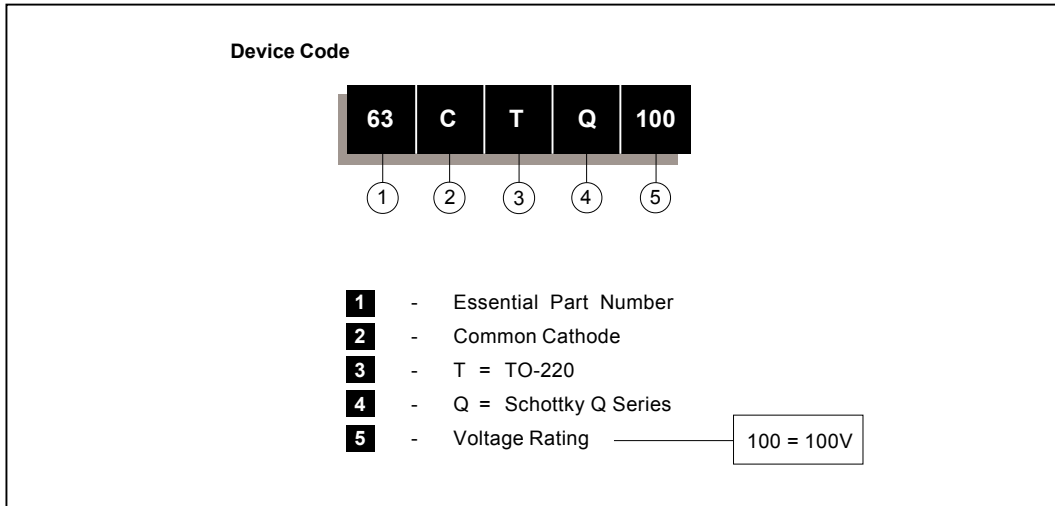 Device Code
63 C T Q 100
1 2 3 4 5
1 - Essential Part Number
2 - Common Cathode
3 - T = TO-220
4 - Q = Schottky Q Series
5 - Voltage Rating 100 = 100V